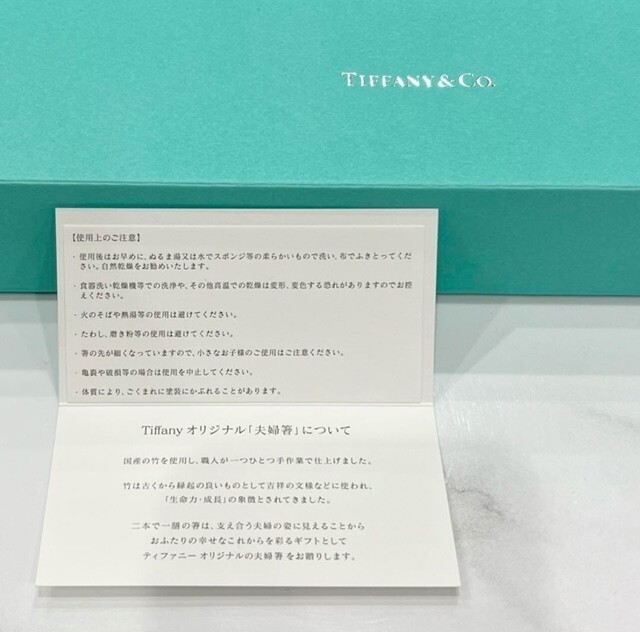 TIFFANY & CO.
【使用上のご注意】
・使用後はお早めに、ぬるま湯又は水でスポンジ等の柔らかいもので洗い、布でふきとってくだ
さい。自然乾燥をお勧めいたします。
・食器洗い乾燥機等での洗浄や、その他高温での乾燥は変形、変色する恐れがありますのでお控
えください。
・火のそばや熱湯等の使用は避けてください。
・たわし、磨き粉等の使用は避けてください。
・箸の先が細くなっていますので、小さなお子様のご使用はご注意ください。
・亀裂や破損等の場合は使用を中止してください。
・体質により、ごくまれに塗装にかぶれることがあります。
Tiffany オリジナル「夫婦箸」について
国産の竹を使用し、職人が一つひとつ手作業で仕上げました。
竹は古くから縁起の良いものとして吉祥の文様などに使われ、
「生命力・成長」の象徴とされてきました。
二本で一膳の箸は、支え合う夫婦の姿に見えることから
おふたりの幸せなこれからを彩るギフトとして
ティファニー オリジナルの夫婦箸 をお贈りします。